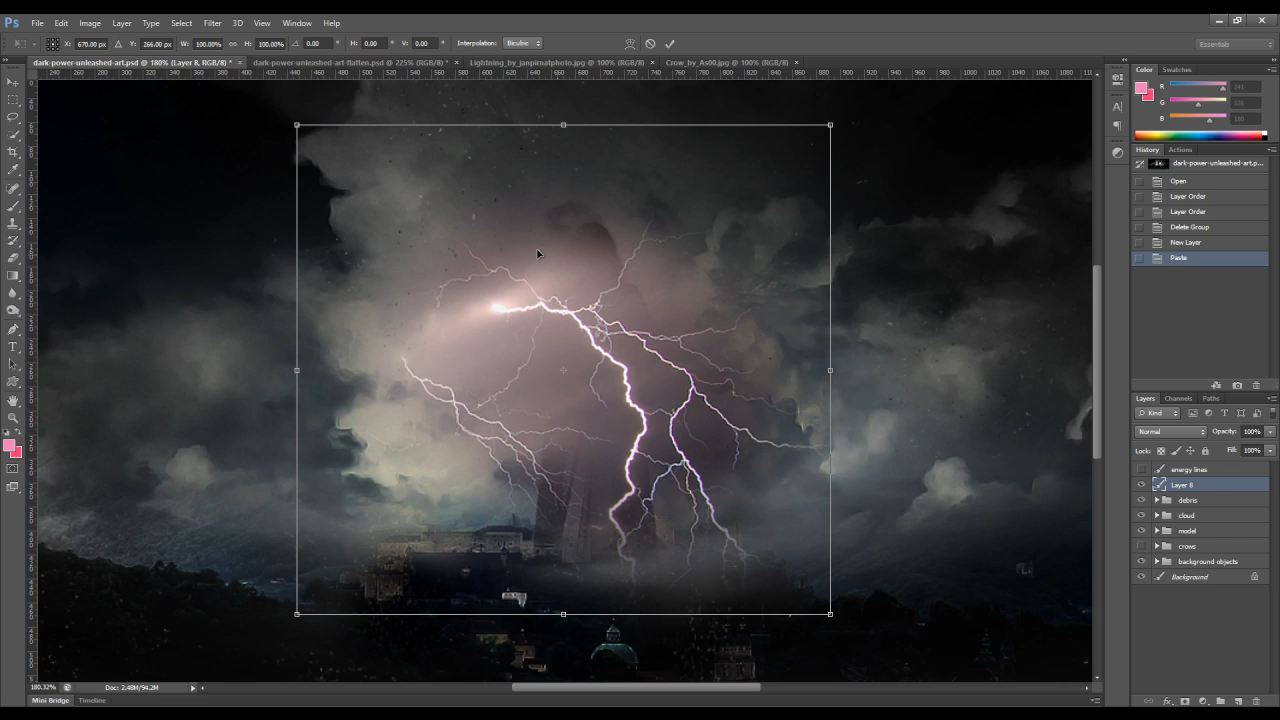 Ps File Edit Image Layer Type Select Filter 3D View Window Help
X: 670.00 px Y: 266.00 px W: 100.00% H: 100.00% 0.00 ° H: 0.00 ° V: 0.00 ° Interpolation: Bicubic Essentials
dark-power-unleashed-art.psd @ 180% (Layer 8, RGB/8) * × dark-power-unleashed-art-flatten.psd @ 225% (RGB/8) * × Lightning_by_janpimatphoto.jpg @ 100% (RGB/8) × Crow_by_As00.jpg @ 100% (RGB/8) ×
Color Swatches
R 241
G 126
B 180
History Actions
dark-power-unleashed-art.p...
Open
Layer Order
Layer Order
Delete Group
New Layer
Paste
Layers Channels Paths
Kind
Normal Opacity: 100%
Lock: Fill: 100%
energy lines
Layer 8
debris
cloud
model
crows
background objects
Background
180.32% Doc: 2.48M/94.2M
Mini Bridge Timeline